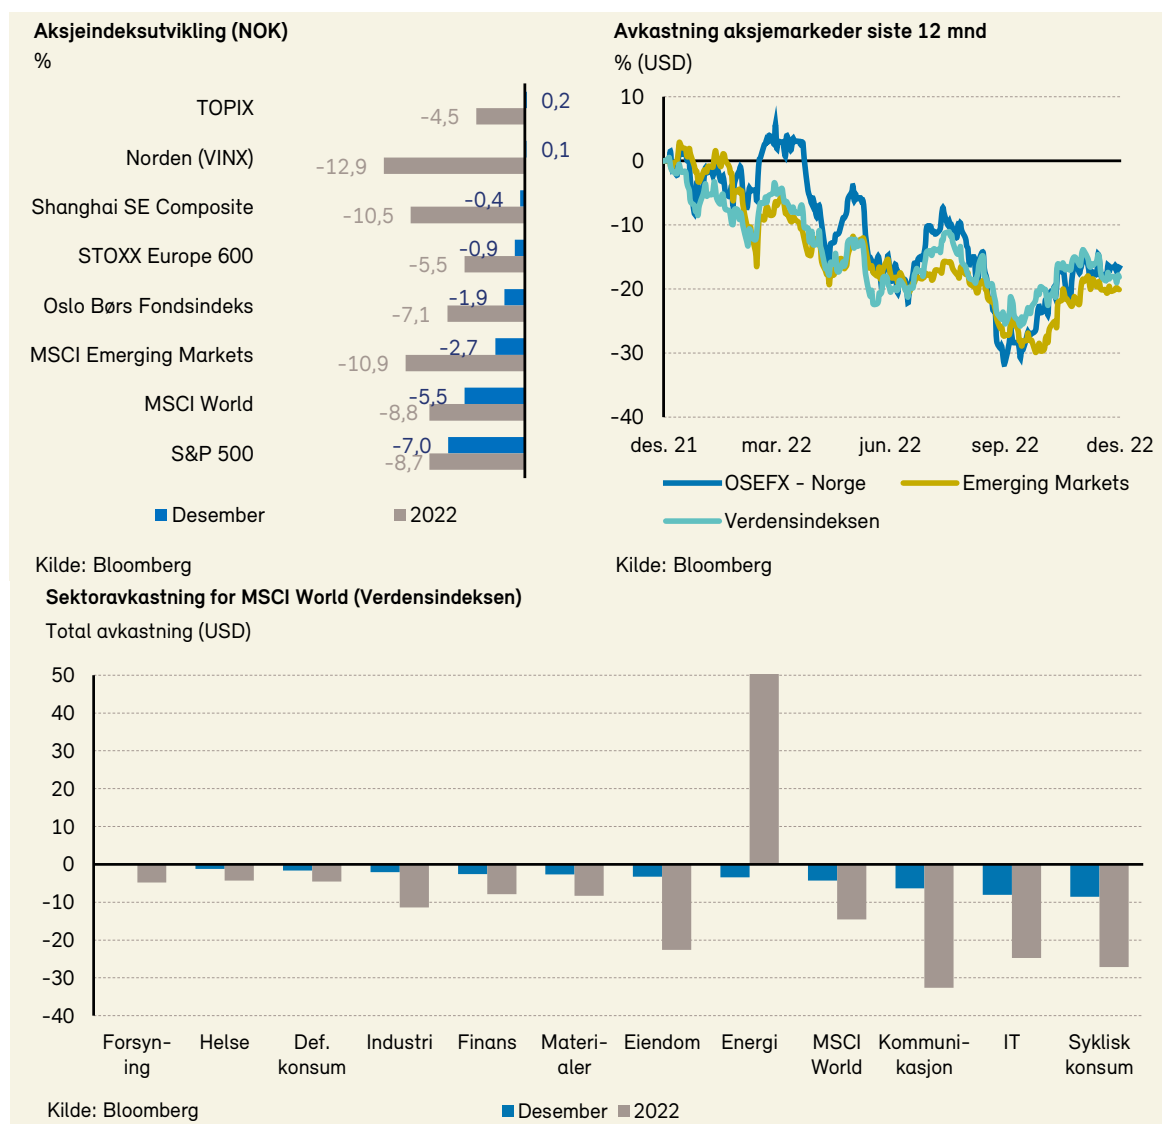 Aksjeindeksutvikling (NOK)
%
TOPIX
0,2
-4,5
Norden (VINX)
0,1
-12,9
Shanghai SE Composite
-0,4
-10,5
STOXX Europe 600
-0,9
-5,5
Oslo Børs Fondsindeks
-1,9
-7,1
MSCI Emerging Markets
-2,7
-10,9
MSCI World
-5,5
-8,8
S&P 500
-7,0
-8,7
Desember 2022
Kilde: Bloomberg
Avkastning aksjemarkeder siste 12 mnd
% (USD)
10
0
-10
-20
-30
-40
des. 21 mar. 22 jun. 22 sep. 22 des. 22
OSEFX - Norge Emerging Markets
Verdensindeksen
Kilde: Bloomberg
Sektoravkastning for MSCI World (Verdensindeksen)
Total avkastning (USD)
50
40
30
20
10
0
-10
-20
-30
-40
Forsyn- Helse Def. Industri Finans Materi- Eiendom Energi MSCI Kommuni- IT Syklisk
ing konsum aler World kasjon konsum
Desember 2022
Kilde: Bloomberg